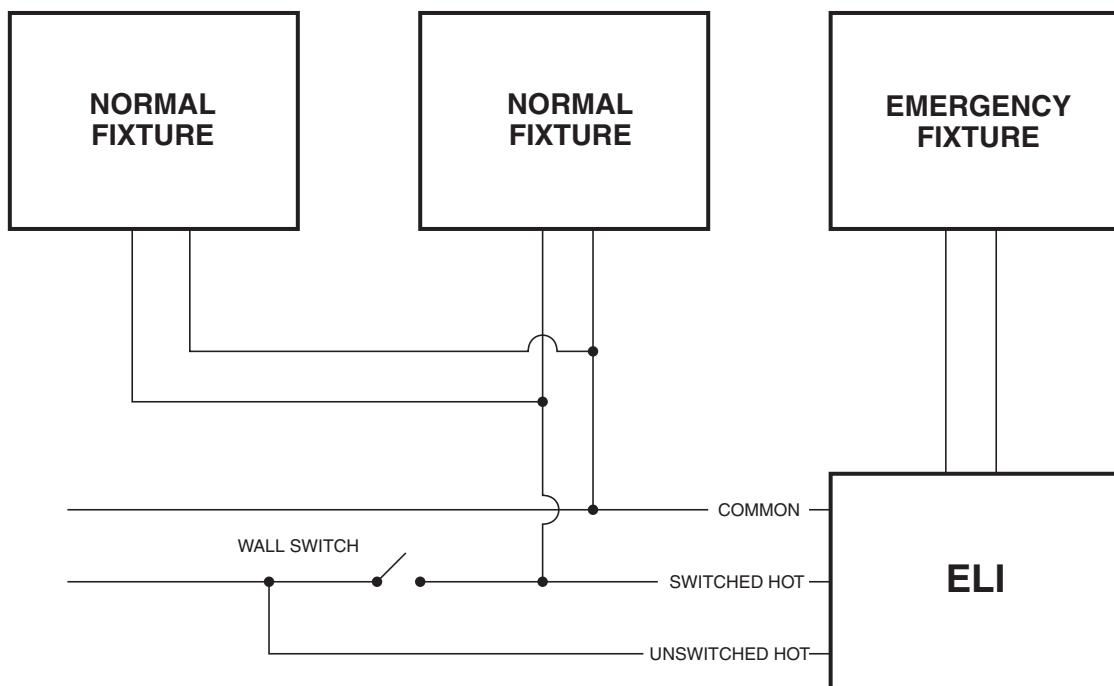 NORMAL
FIXTURE
NORMAL
FIXTURE
EMERGENCY
FIXTURE
COMMON
WALL SWITCH
SWITCHED HOT
ELI
UNSWITCHED HOT